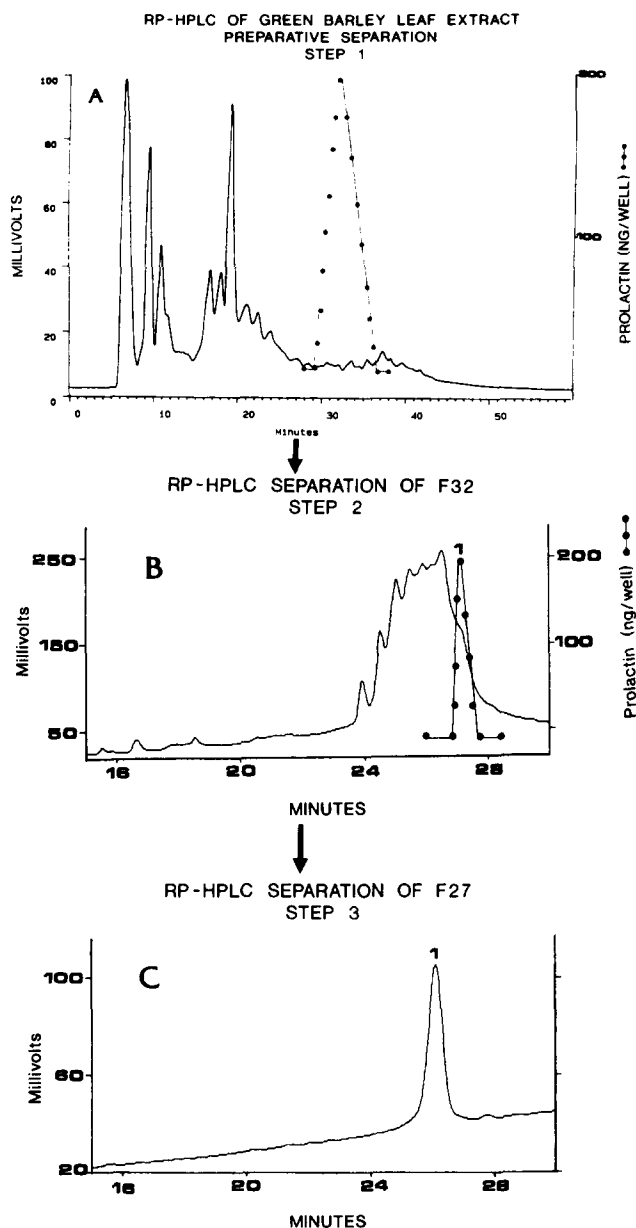 RP-HPLC OF GREEN BARLEY LEAF EXTRACT
PREPARATIVE SEPARATION
STEP 1
A
100
80
60
40
20
0
MILLIVOLTS
200
100
PROLACTIN (NG/WELL)
0 10 20 30 40 50
Minutes
RP-HPLC SEPARATION OF F32
STEP 2
B
1
250
150
50
Millivolts
200
100
Prolactin (ng/well)
16 20 24 28
MINUTES
RP-HPLC SEPARATION OF F27
STEP 3
C
1
100
60
20
Millivolts
16 20 24 28
MINUTES